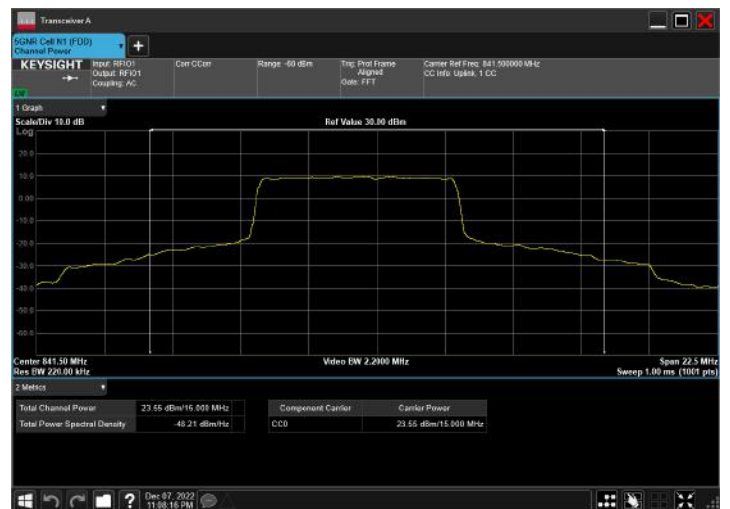 Transceiver A
5GNR Cell N1 (FDD)
Channel Power
KEYSIGHT
Input: RFIO1
Output: RFIO1
Coupling: AC
Corr CCorr
Range -60 dBm
Trig: Prot Frame
Aligned
Gate: FFT
Carrier Ref Freq: 841.500000 MHz
CC Info: Uplink, 1 CC
1 Graph
Scale/Div 10.0 dB
Ref Value 30.00 dBm
Log
20.0
10.0
0.00
-10.0
-20.0
-30.0
-40.0
-50.0
-60.0
Center 841.50 MHz
Video BW 2.2000 MHz
Span 22.5 MHz
Res BW 220.00 kHz
Sweep 1.00 ms (1001 pts)
2 Metrics
Total Channel Power 23.55 dBm/15.000 MHz
Total Power Spectral Density -48.21 dBm/Hz
Component Carrier Carrier Power
CC0 23.55 dBm/15.000 MHz
Dec 07, 2022
11:08:16 PM